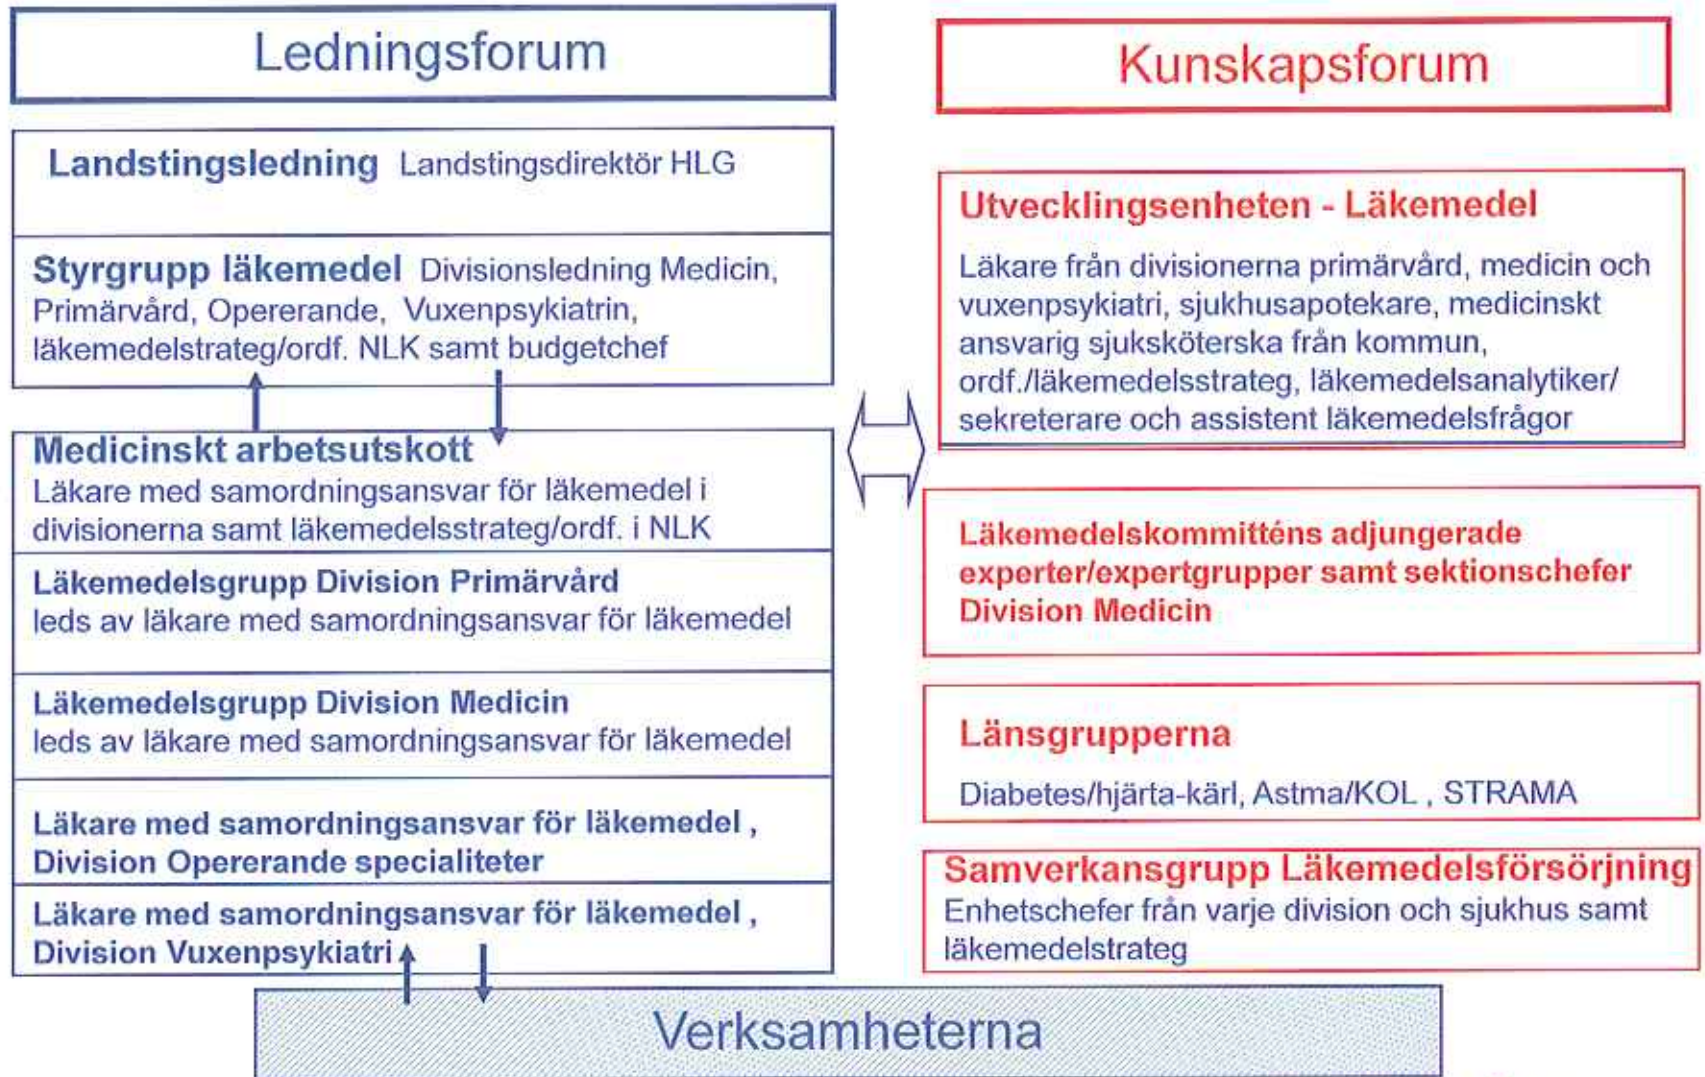 Ledningsforum
Landstingsledning Landstingsdirektör HLG
Styrgrupp läkemedel Divisionsledning Medicin,
Primärvård, Opererande, Vuxenpsykiatrin,
läkemedelstrateg/ordf. NLK samt budgetchef
Medicinskt arbetsutskott
Läkare med samordningsansvar för läkemedel i
divisionerna samt läkemedelsstrateg/ordf. i NLK
Läkemedelsgrupp Division Primärvård
leds av läkare med samordningsansvar för läkemedel
Läkemedelsgrupp Division Medicin
leds av läkare med samordningsansvar för läkemedel
Läkare med samordningsansvar för läkemedel ,
Division Opererande specialiteter
Läkare med samordningsansvar för läkemedel ,
Division Vuxenpsykiatri
Kunskapsforum
Utvecklingsenheten - Läkemedel
Läkare från divisionerna primärvård, medicin och
vuxenpsykiatri, sjukhusapotekare, medicinskt
ansvarig sjuksköterska från kommun,
ordf./läkemedelsstrateg, läkemedelsanalytiker/
sekreterare och assistent läkemedelsfrågor
Läkemedelskommitténs adjungerade
experter/expertgrupper samt sektionschefer
Division Medicin
Länsgrupperna
Diabetes/hjärta-kärl, Astma/KOL , STRAMA
Samverkansgrupp Läkemedelsförsörjning
Enhetschefer från varje division och sjukhus samt
läkemedelstrateg
Verksamheterna